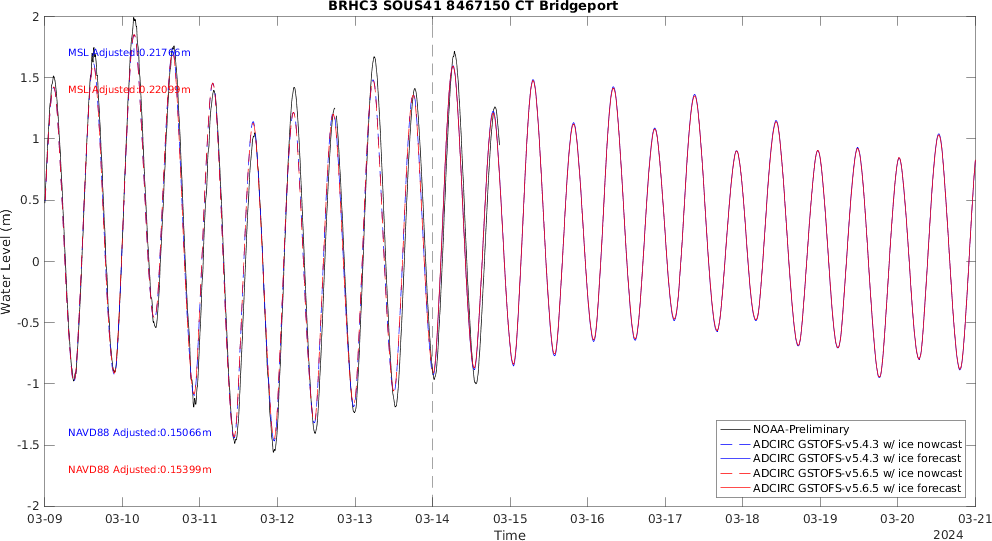 BRHC3 SOUS41 8467150 CT Bridgeport
Water Level (m)
2
1.5
1
0.5
0
-0.5
-1
-1.5
-2
MSL Adjusted:0.21766m
MSL Adjusted:0.22099m
NAVD88 Adjusted:0.15066m
NAVD88 Adjusted:0.15399m
NOAA-Preliminary
ADCIRC GSTOFS-v5.4.3 w/ ice nowcast
ADCIRC GSTOFS-v5.4.3 w/ ice forecast
ADCIRC GSTOFS-v5.6.5 w/ ice nowcast
ADCIRC GSTOFS-v5.6.5 w/ ice forecast
03-09 03-10 03-11 03-12 03-13 03-14 03-15 03-16 03-17 03-18 03-19 03-20 03-21
Time
2024